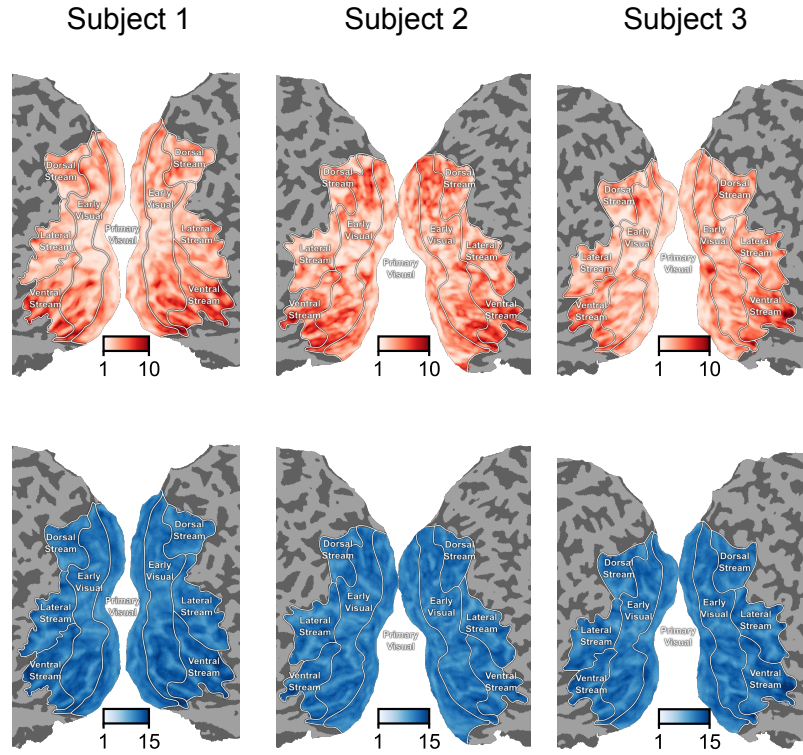 Subject 1
Subject 2
Subject 3
Dorsal
Stream
Dorsal
Stream
Early
Visual
Early
Visual
Primary
Visual
Lateral
Stream
Lateral
Stream
Ventral
Stream
Ventral
Stream
1 10
Dorsal
Stream
Dorsal
Stream
Early
Visual
Early
Visual
Primary
Visual
Lateral
Stream
Lateral
Stream
Ventral
Stream
Ventral
Stream
1 10
Dorsal
Stream
Dorsal
Stream
Early
Visual
Early
Visual
Primary
Visual
Lateral
Stream
Lateral
Stream
Ventral
Stream
Ventral
Stream
1 10
Dorsal
Stream
Dorsal
Stream
Early
Visual
Early
Visual
Primary
Visual
Lateral
Stream
Lateral
Stream
Ventral
Stream
Ventral
Stream
1 15
Dorsal
Stream
Dorsal
Stream
Early
Visual
Early
Visual
Primary
Visual
Lateral
Stream
Lateral
Stream
Ventral
Stream
Ventral
Stream
1 15
Dorsal
Stream
Dorsal
Stream
Early
Visual
Early
Visual
Primary
Visual
Lateral
Stream
Lateral
Stream
Ventral
Stream
Ventral
Stream
1 15